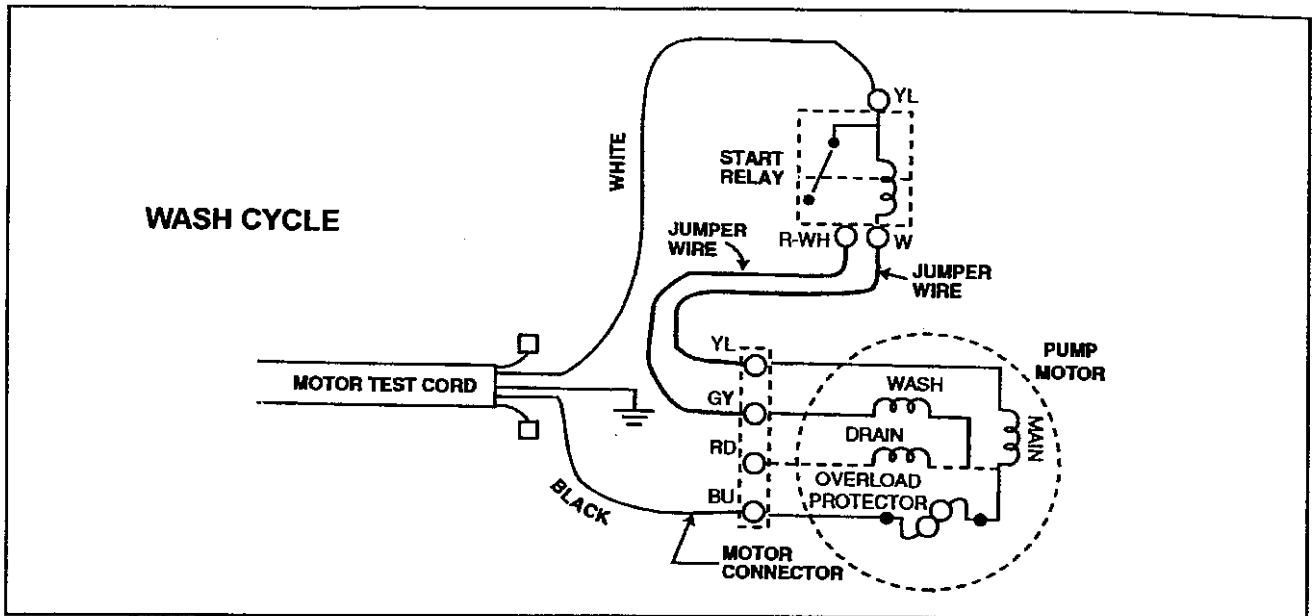 WASH CYCLE
WHITE
YL
START
RELAY
R-WH
W
JUMPER
WIRE
JUMPER
WIRE
MOTOR TEST CORD
BLACK
YL
GY
RD
BU
MOTOR
CONNECTOR
PUMP
MOTOR
WASH
DRAIN
MAIN
OVERLOAD
PROTECTOR